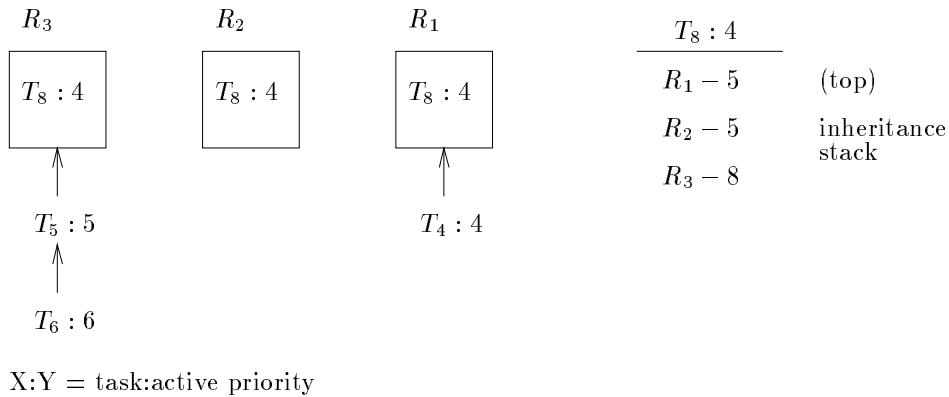 R3
R2
R1
T8 : 4
T8 : 4
T8 : 4
T8 : 4
R1 − 5 (top)
R2 − 5 inheritance
stack
R3 − 8
T5 : 5
T4 : 4
T6 : 6
X:Y = task:active priority